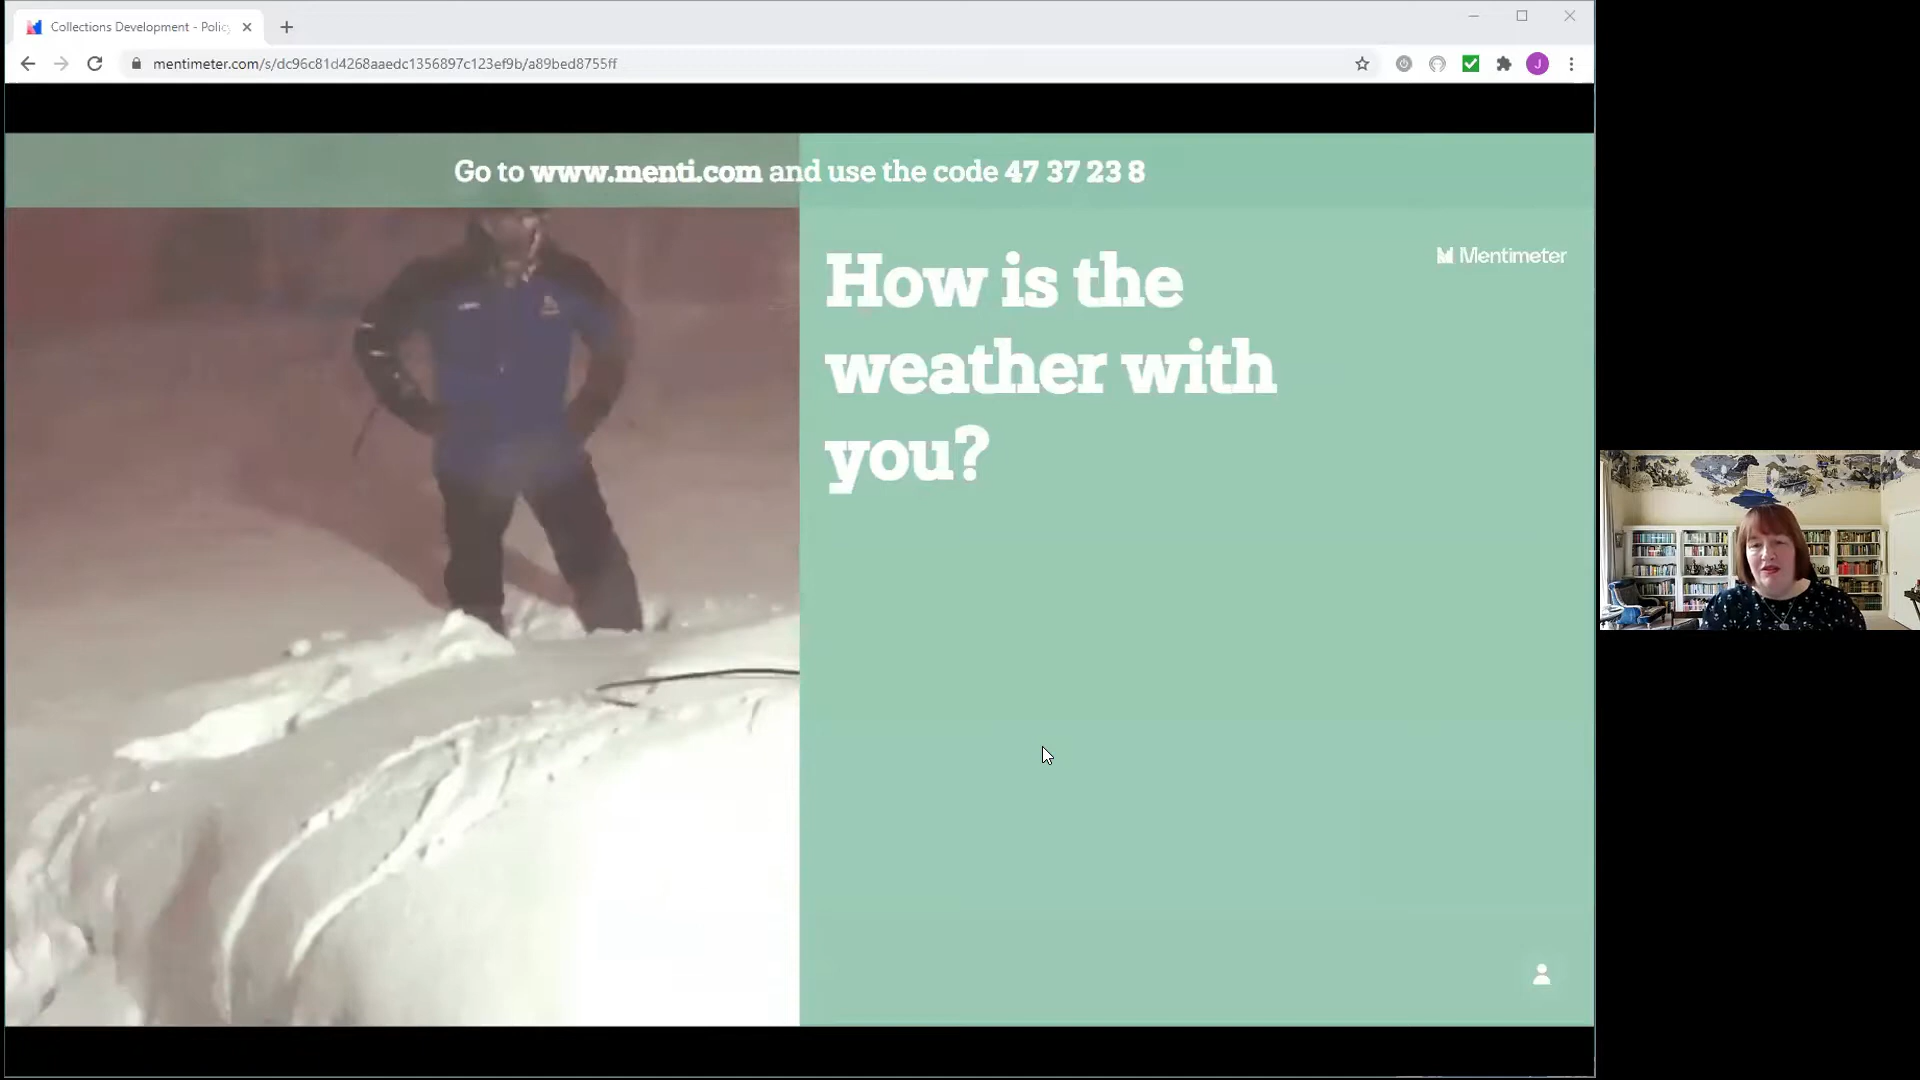 Collections Development - Polic
mentimeter.com/s/dc96c81d4268aaedc1356897c123ef9b/a89bed8755ff
J
Go to www.menti.com and use the code 47 37 23 8
Mentimeter
How is the
weather with
you?